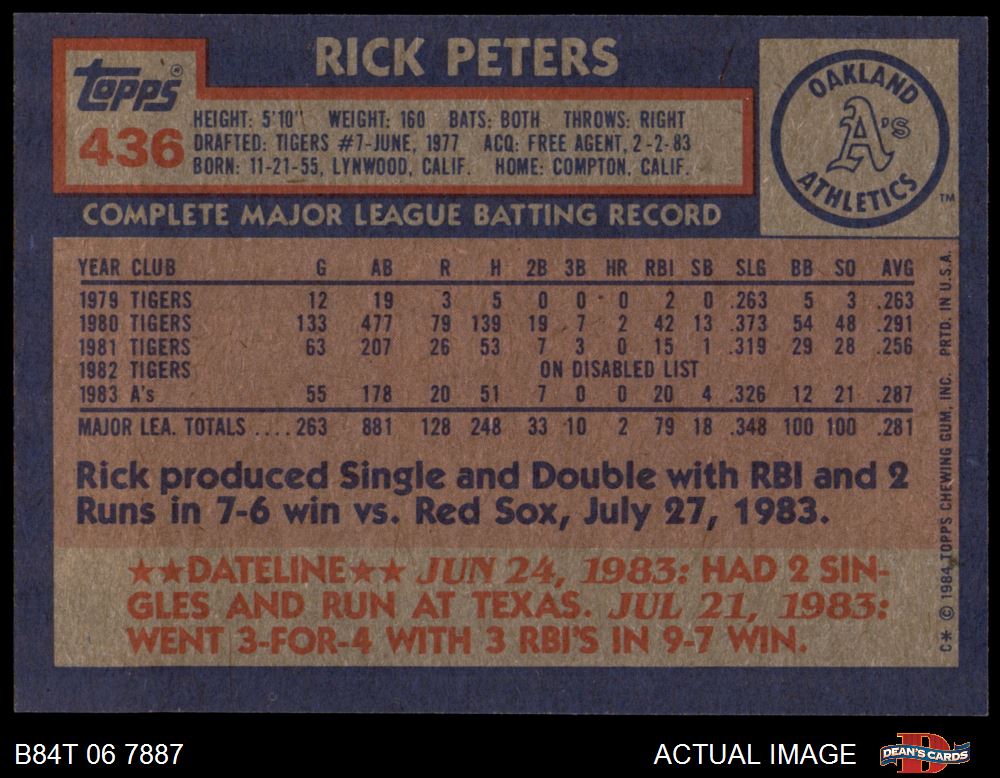 RICK PETERS
TOPPS®
436
HEIGHT: 5'10" WEIGHT: 160 BATS: BOTH THROWS: RIGHT
DRAFTED: TIGERS #7-JUNE, 1977 ACQ: FREE AGENT, 2-2-83
BORN: 11-21-55, LYNWOOD, CALIF. HOME: COMPTON, CALIF.
OAKLAND
A's
ATHLETICS
TM
COMPLETE MAJOR LEAGUE BATTING RECORD
YEAR CLUB G AB R H 2B 3B HR RBI SB SLG BB SO AVG
1979 TIGERS 12 19 3 5 0 0 0 2 0 .263 5 3 .263
1980 TIGERS 133 477 79 139 19 7 2 42 13 .373 54 48 .291
1981 TIGERS 63 207 26 53 7 3 0 15 1 .319 29 28 .256
1982 TIGERS ON DISABLED LIST
1983 A's 55 178 20 51 7 0 0 20 4 .326 12 21 .287
MAJOR LEA. TOTALS ....263 881 128 248 33 10 2 79 18 .348 100 100 .281
Rick produced Single and Double with RBI and 2
Runs in 7-6 win vs. Red Sox, July 27, 1983.
★★DATELINE★★ JUN 24, 1983: HAD 2 SIN-
GLES AND RUN AT TEXAS. JUL 21, 1983:
WENT 3-FOR-4 WITH 3 RBI'S IN 9-7 WIN.
C* © 1984 TOPPS CHEWING GUM, INC. PRTD. IN U.S.A.
B84T 06 7887
ACTUAL IMAGE
D
DEAN'S CARDS